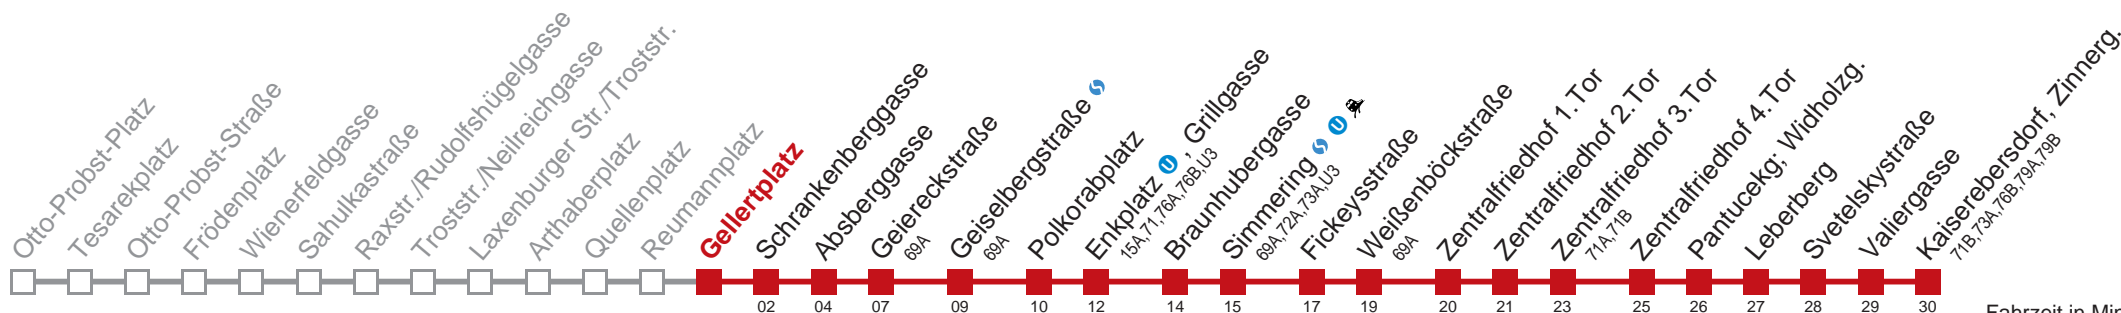 Otto-Probst-Platz
Tesarekplatz
Otto-Probst-Straße
Frödenplatz
Wienerfeldgasse
Sahulkastraße
Raxstr./Rudolfshügelgasse
Troststr./Neilreichgasse
Laxenburger Str./Troststr.
Arthaberplatz
Quellenplatz
Reumannplatz
Gellertplatz
Schrankenberggasse
Absberggasse
Geiereckstraße
69A
Geiselbergstraße S
69A
Polkorabplatz
Enkplatz U , Grillgasse
15A,71,76A,76B,U3
Braunhubergasse
Simmering S U
69A,72A,73A,U3
Fickeysstraße
Weißenböckstraße
69A
Zentralfriedhof 1.Tor
Zentralfriedhof 2.Tor
Zentralfriedhof 3.Tor
71A,71B
Zentralfriedhof 4.Tor
Pantucekg; Widholzg.
Leberberg
Svetelskystraße
Valiergasse
Kaiserebersdorf, Zinnerg.
71B,73A,76B,79A,79B
02 04 07 09 10 12 14 15 17 19 20 21 23 25 26 27 28 29 30
Fahrzeit in Min